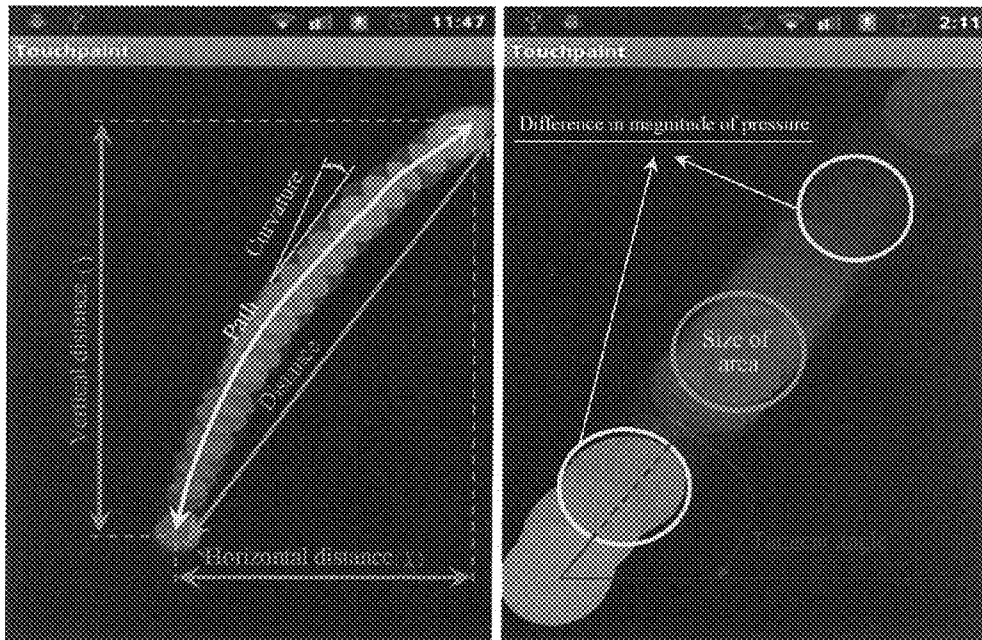 11:47
Touchpaint
Curvature
Path
Distance
Vertical distance ()
Horizontal distance ()
2:11
Touchpaint
Difference in magnitude of pressure
Size of
area